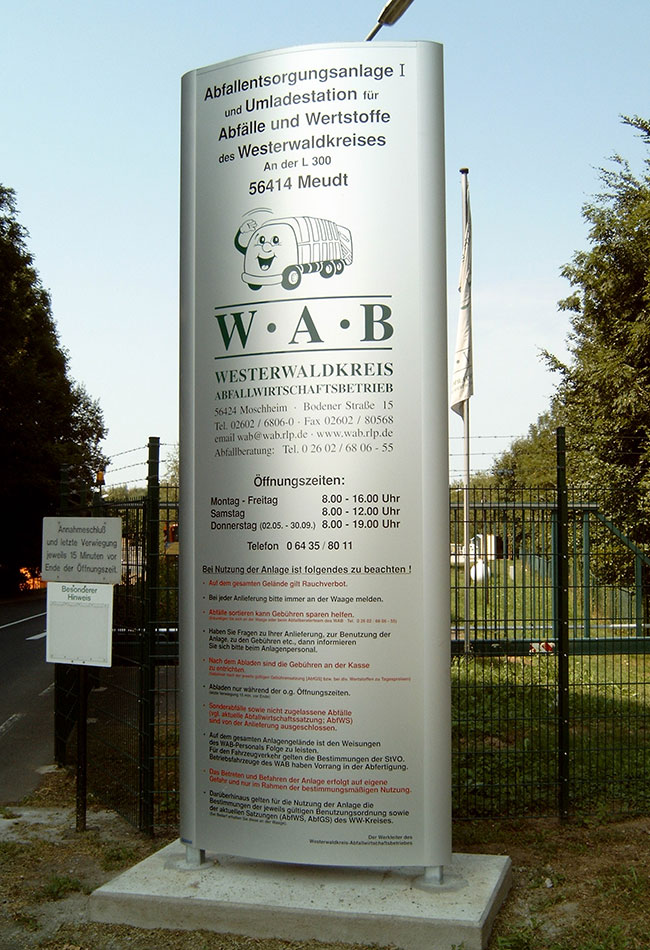 Abfallentsorgungsanlage I
und Umladestation für
Abfälle und Wertstoffe
des Westerwaldkreises
An der L 300
56414 Meudt
W·A·B
WESTERWALDKREIS
ABFALLWIRTSCHAFTSBETRIEB
56424 Moschheim · Bodener Straße 15
Tel. 02602 / 6806-0 · Fax 02602 / 80568
email wab@wab.rlp.de · www.wab.rlp.de
Abfallberatung: Tel. 0 26 02 / 68 06 - 55
Öffnungszeiten:
Montag - Freitag 8.00 - 16.00 Uhr
Samstag 8.00 - 12.00 Uhr
Donnerstag (02.05. - 30.09.) 8.00 - 19.00 Uhr
Telefon 0 64 35 / 80 11
Bei Nutzung der Anlage ist folgendes zu beachten !
· Auf dem gesamten Gelände gilt Rauchverbot.
· Bei jeder Anlieferung bitte immer an der Waage melden.
· Abfälle sortieren kann Gebühren sparen helfen.
· Haben Sie Fragen zu Ihrer Anlieferung, zur Benutzung der
Anlage, zu den Gebühren etc., dann informieren
Sie sich bitte beim Anlagenpersonal.
· Nach dem Abladen sind die Gebühren an der Kasse
zu entrichten.
· Abladen nur während der o.g. Öffnungszeiten.
· Sonderabfälle sowie nicht zugelassene Abfälle
(vgl. aktuelle Abfallwirtschaftssatzung; AbfWS)
sind von der Anlieferung ausgeschlossen.
· Auf dem gesamten Anlagengelände ist den Weisungen
des WAB-Personals Folge zu leisten.
Für den Fahrzeugverkehr gelten die Bestimmungen der StVO.
Betriebsfahrzeuge des WAB haben Vorrang in der Abfertigung.
· Das Betreten und Befahren der Anlage erfolgt auf eigene
Gefahr und nur im Rahmen der bestimmungsmäßigen Nutzung.
· Darüberhinaus gelten für die Nutzung der Anlage die
Bestimmungen der jeweils gültigen Benutzungsordnung sowie
der aktuellen Satzungen (AbfWS, AbfGS) des WW-Kreises.
Der Werkleiter des
Westerwaldkreis-Abfallwirtschaftsbetriebes
Annahmeschluß
und letzte Verwiegung
jeweils 15 Minuten vor
Ende der Öffnungszeit.
Besonderer
Hinweis